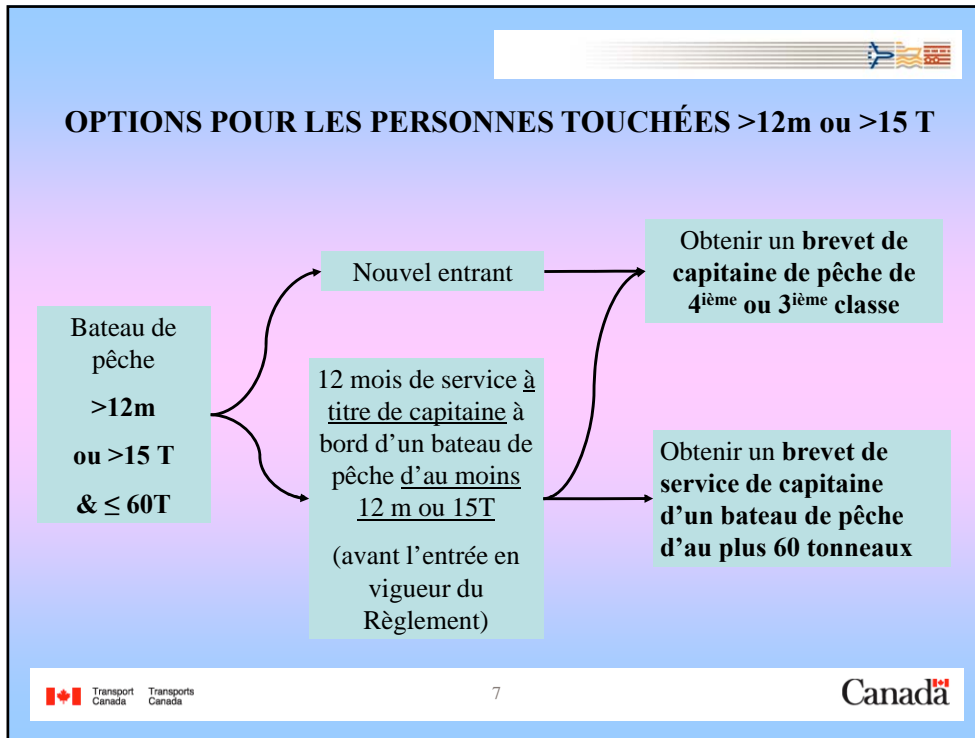 OPTIONS POUR LES PERSONNES TOUCHÉES >12m ou >15 T
Bateau de
pêche
>12m
ou >15 T
& ≤ 60T
Nouvel entrant
12 mois de service à
titre de capitaine à
bord d’un bateau de
pêche d’au moins
12 m ou 15T
(avant l’entrée en
vigueur du
Règlement)
Obtenir un brevet de
capitaine de pêche de
4ième ou 3ième classe
Obtenir un brevet de
service de capitaine
d’un bateau de pêche
d’au plus 60 tonneaux
Transport Transports
Canada Canada
7
Canada